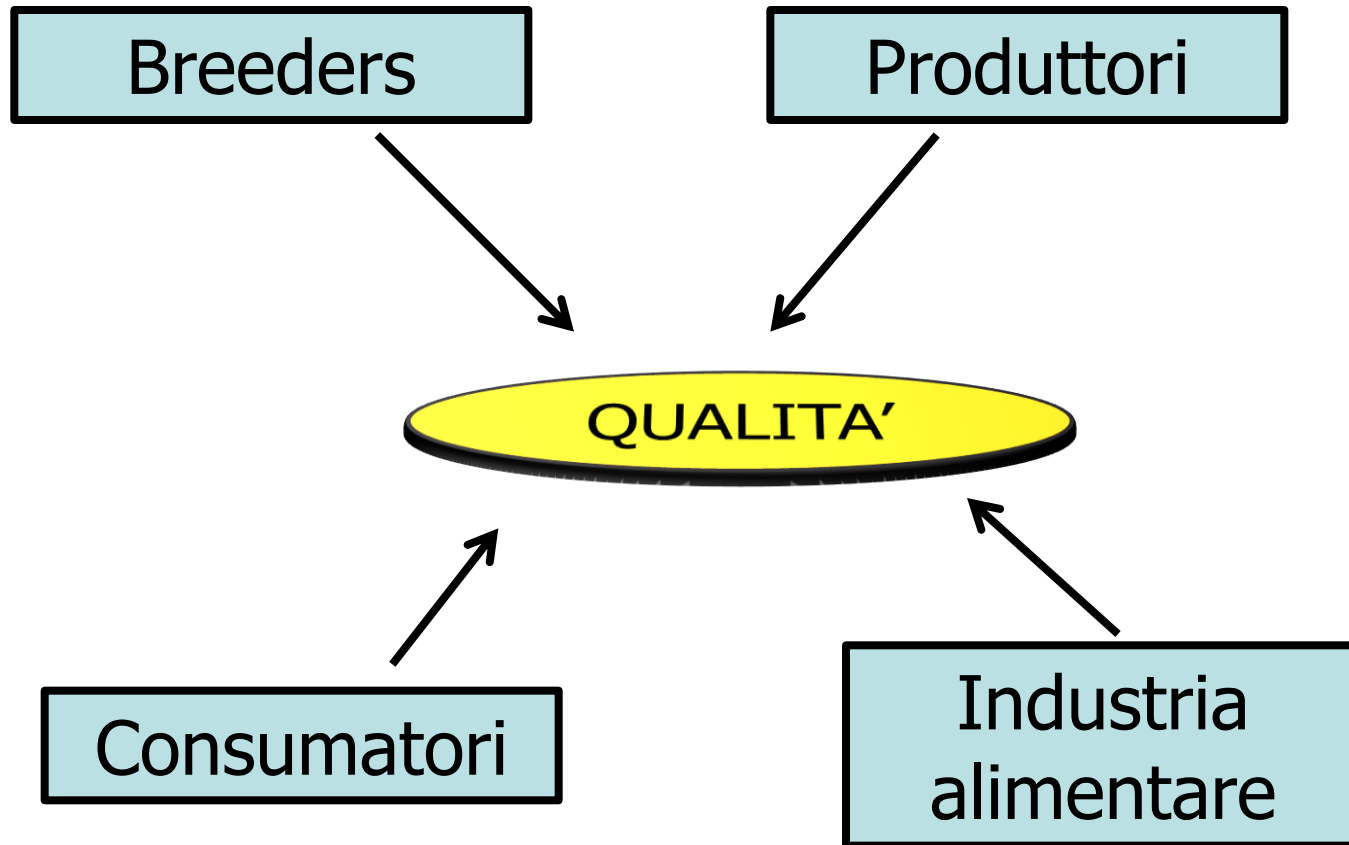 Breeders
Produttori
QUALITA’
Consumatori
Industria
alimentare